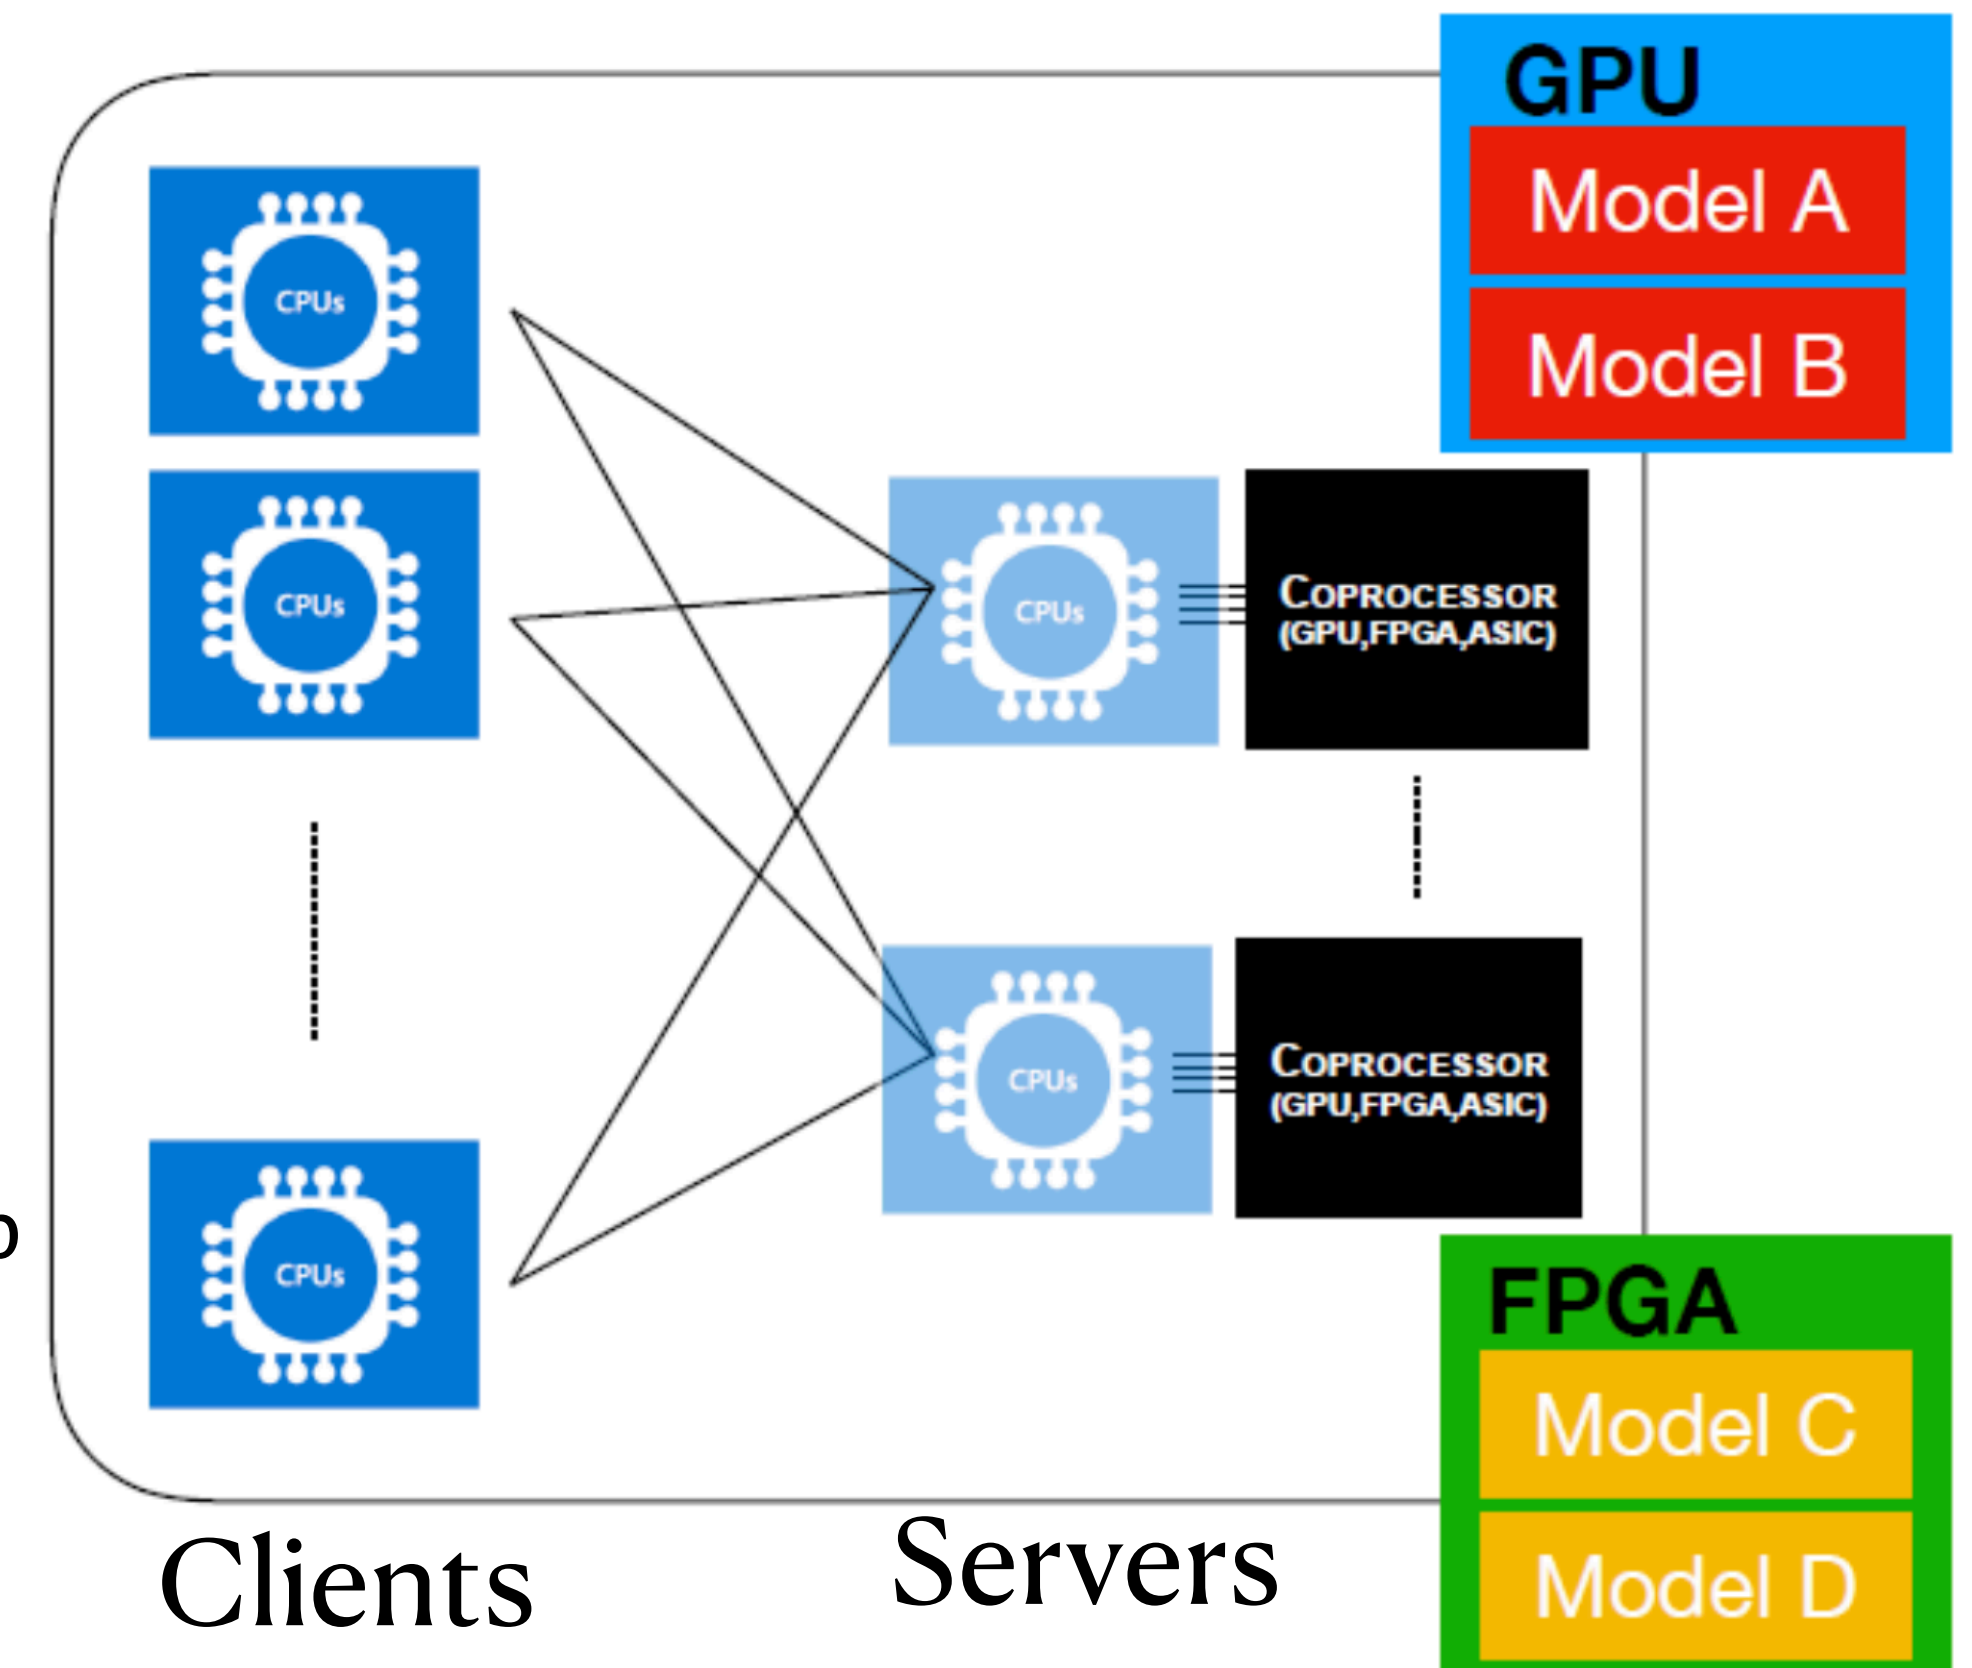 GPU
Model A
Model B
CPUs
CPUs
CPUs
COPROCESSOR
(GPU,FPGA,ASIC)
CPUs
COPROCESSOR
(GPU,FPGA,ASIC)
CPUs
FPGA
Model C
Model D
Clients
Servers